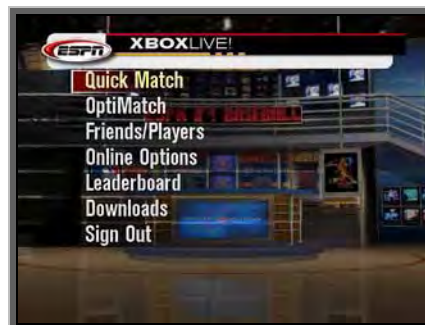 ESPN
XBOXLIVE!
Quick Match
OptiMatch
Friends/Players
Online Options
Leaderboard
Downloads
Sign Out